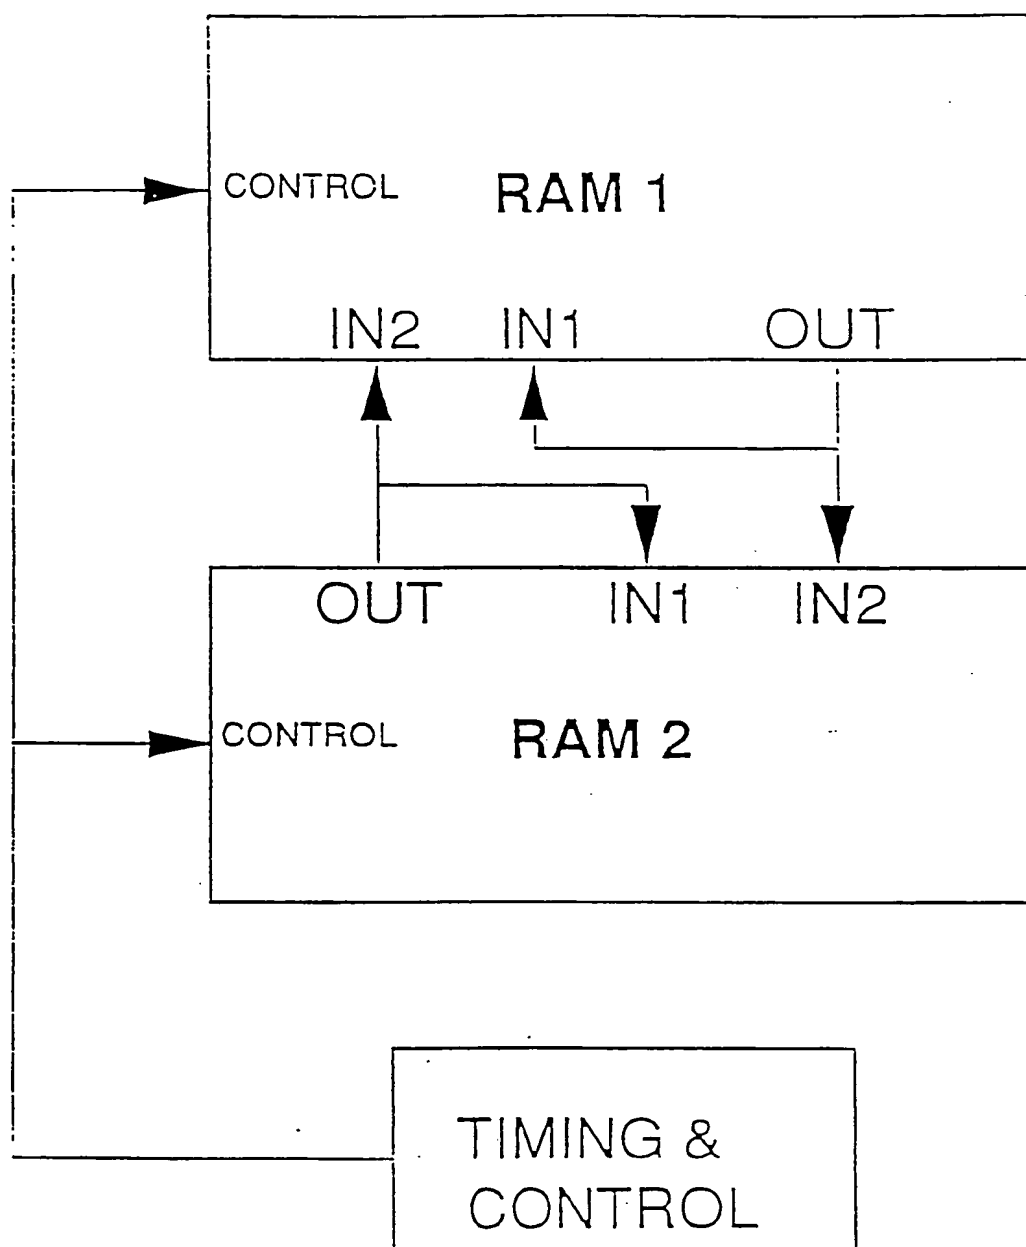 CONTROL RAM 1
IN2 IN1 OUT
OUT IN1 IN2
CONTROL RAM 2
TIMING &
CONTROL